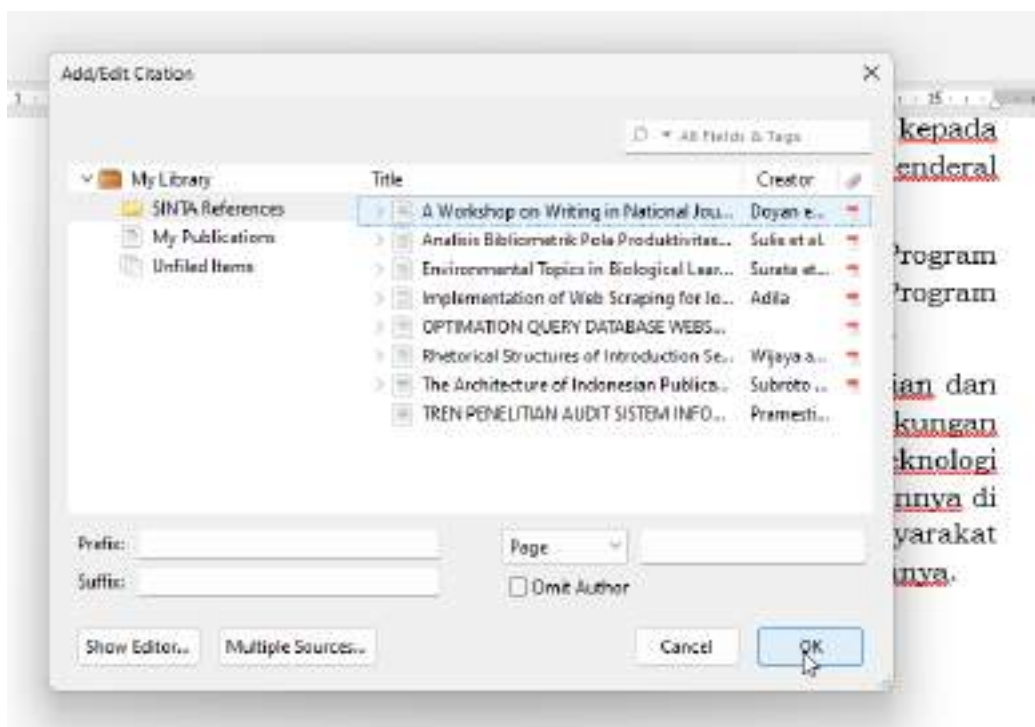 Add/Edit Citation
15
kepada
enderal
All Fields & Tags
My Library
Title
Creator
SINTA References
A Workshop on Writing in National Jou...
Doyan e...
My Publications
Analisis Bibliometrik Pola Produktivitas...
Sulis et al.
Unfiled Items
Environmental Topics in Biological Lear...
Surata et...
Program
Implementation of Web Scraping for Jo...
Adila
Program
OPTIMATION QUERY DATABASE WEBS...
Rhetorical Structures of Introduction Se...
Wijaya a...
The Architecture of Indonesian Publica...
Subroto ...
ian dan
TREN PENELITIAN AUDIT SISTEM INFO...
Pramesti...
kungan
eknologi
nnya di
Prefix:
Page
yarakat
Suffix:
Omit Author
nnya.
Show Editor...
Multiple Sources...
Cancel
OK